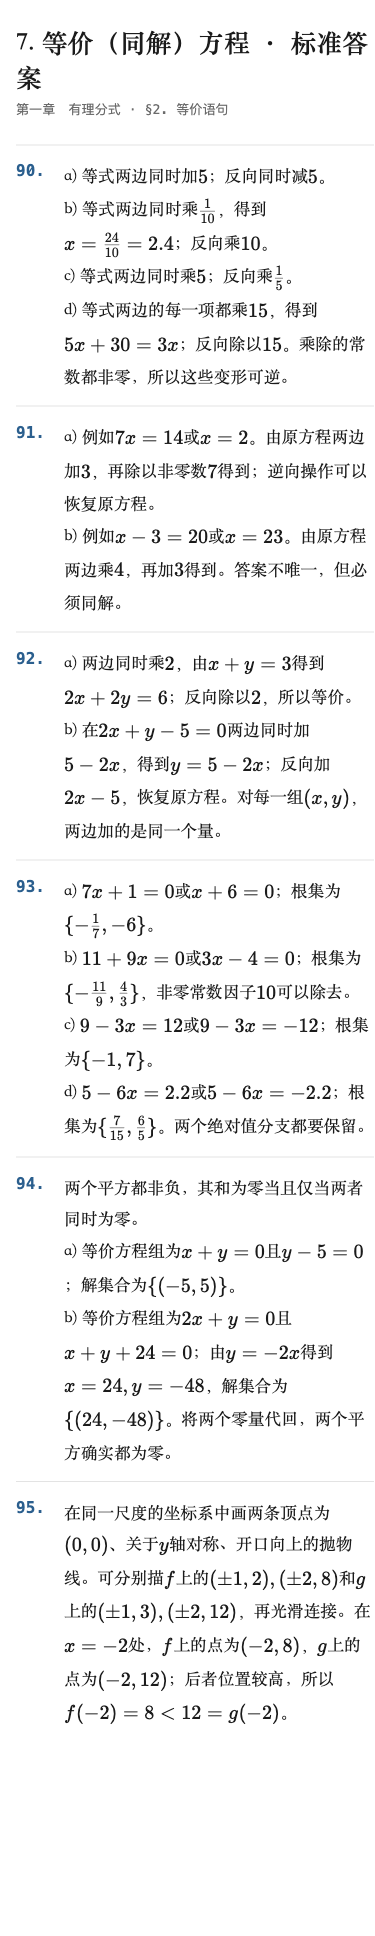 7. 等价（同解）方程 · 标准答
案
第一章 有理分式 · §2. 等价语句
90. a) 等式两边同时加5；反向同时减5。
b) 等式两边同时乘1/10，得到
x = 24/10 = 2.4；反向乘10。
c) 等式两边同时乘5；反向乘1/5。
d) 等式两边的每一项都乘15，得到
5x + 30 = 3x；反向除以15。乘除的常
数都非零，所以这些变形可逆。
91. a) 例如7x = 14或x = 2。由原方程两边
加3，再除以非零数7得到；逆向操作可以
恢复原方程。
b) 例如x − 3 = 20或x = 23。由原方程
两边乘4，再加3得到。答案不唯一，但必
须同解。
92. a) 两边同时乘2，由x + y = 3得到
2x + 2y = 6；反向除以2，所以等价。
b) 在2x + y − 5 = 0两边同时加
5 − 2x，得到y = 5 − 2x；反向加
2x − 5，恢复原方程。对每一组(x, y)，
两边加的是同一个量。
93. a) 7x + 1 = 0或x + 6 = 0；根集为
{−1/7, −6}。
b) 11 + 9x = 0或3x − 4 = 0；根集为
{−11/9, 4/3}，非零常数因子10可以除去。
c) 9 − 3x = 12或9 − 3x = −12；根集
为{−1, 7}。
d) 5 − 6x = 2.2或5 − 6x = −2.2；根
集为{7/15, 6/5}。两个绝对值分支都要保留。
94. 两个平方都非负，其和为零当且仅当两者
同时为零。
a) 等价方程组为x + y = 0且y − 5 = 0
；解集合为{(−5, 5)}。
b) 等价方程组为2x + y = 0且
x + y + 24 = 0；由y = −2x得到
x = 24, y = −48，解集合为
{(24, −48)}。将两个零量代回，两个平
方确实都为零。
95. 在同一尺度的坐标系中画两条顶点为
(0, 0)、关于y轴对称、开口向上的抛物
线。可分别描f上的(±1, 2), (±2, 8)和g
上的(±1, 3), (±2, 12)，再光滑连接。在
x = −2处，f上的点为(−2, 8)，g上的
点为(−2, 12)；后者位置较高，所以
f(−2) = 8 < 12 = g(−2)。